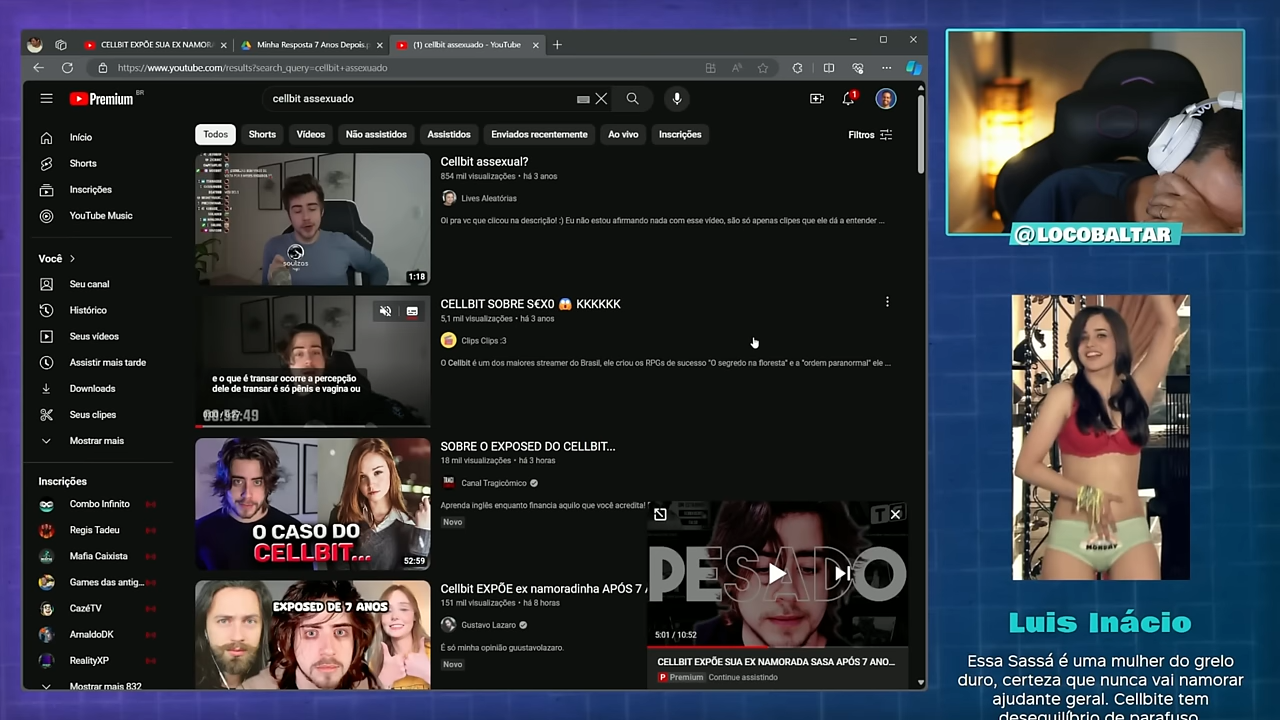 CELLBIT EXPÕE SUA EX NAMOR
Minha Resposta 7 Anos Depois.
(1) cellbit assexuado - YouTube
https://www.youtube.com/results?search_query=cellbit+assexuado
Premium BR
cellbit assexuado
1
Todos
Shorts
Vídeos
Não assistidos
Assistidos
Enviados recentemente
Ao vivo
Inscrições
Filtros
Início
Shorts
Inscrições
YouTube Music
Você
Seu canal
Histórico
Seus vídeos
Assistir mais tarde
Downloads
Seus clipes
Mostrar mais
Inscrições
Combo Infinito
Regis Tadeu
Mafia Caixista
Games das antig...
CazéTV
ArnaldoDK
RealityXP
Mostrar mais 832
soulzas
1:18
Cellbit assexual?
854 mil visualizações • há 3 anos
Lives Aleatórias
Oi pra vc que clicou na descrição! :) Eu não estou afirmando nada com esse vídeo, são só apenas clipes que ele dá a entender ...
e o que é transar ocorre a percepção
dele de transar é só pênis e vagina ou
CELLBIT SOBRE S€X0 😱 KKKKKK
5,1 mil visualizações • há 3 anos
Clips Clips :3
O Cellbit é um dos maiores streamer do Brasil, ele criou os RPGs de sucesso "O segredo na floresta" e a "ordem paranormal" ele ...
O CASO DO
CELLBIT...
52:59
SOBRE O EXPOSED DO CELLBIT...
18 mil visualizações • há 3 horas
Canal Tragicômico
Aprenda inglês enquanto financia aquilo que você acredita!
Novo
EXPOSED DE 7 ANOS
Cellbit EXPÕE ex namoradinha APÓS 7
151 mil visualizações • há 8 horas
Gustavo Lazaro
É só minha opinião guustavolazaro.
Novo
PESADO
5:01 / 10:52
CELLBIT EXPÕE SUA EX NAMORADA SASA APÓS 7 ANO...
Premium Continue assistindo
@LOCOBALTAR
MONDAY
Luis Inácio
Essa Sassá é uma mulher do grelo
duro, certeza que nunca vai namorar
ajudante geral. Cellbite tem
desequilíbrio de parafuso